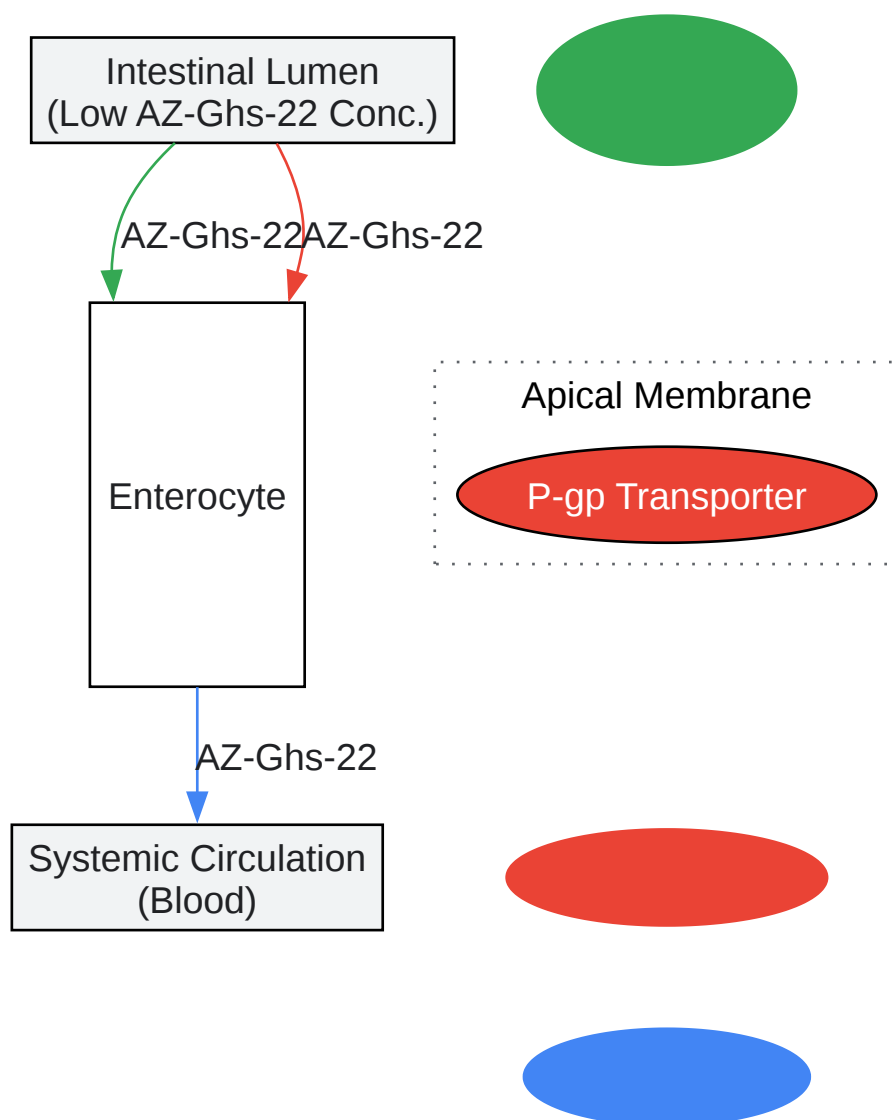 Intestinal Lumen
(Low AZ-Ghs-22 Conc.)
AZ-Ghs-22
AZ-Ghs-22
Apical Membrane
Enterocyte
P-gp Transporter
AZ-Ghs-22
Systemic Circulation
(Blood)